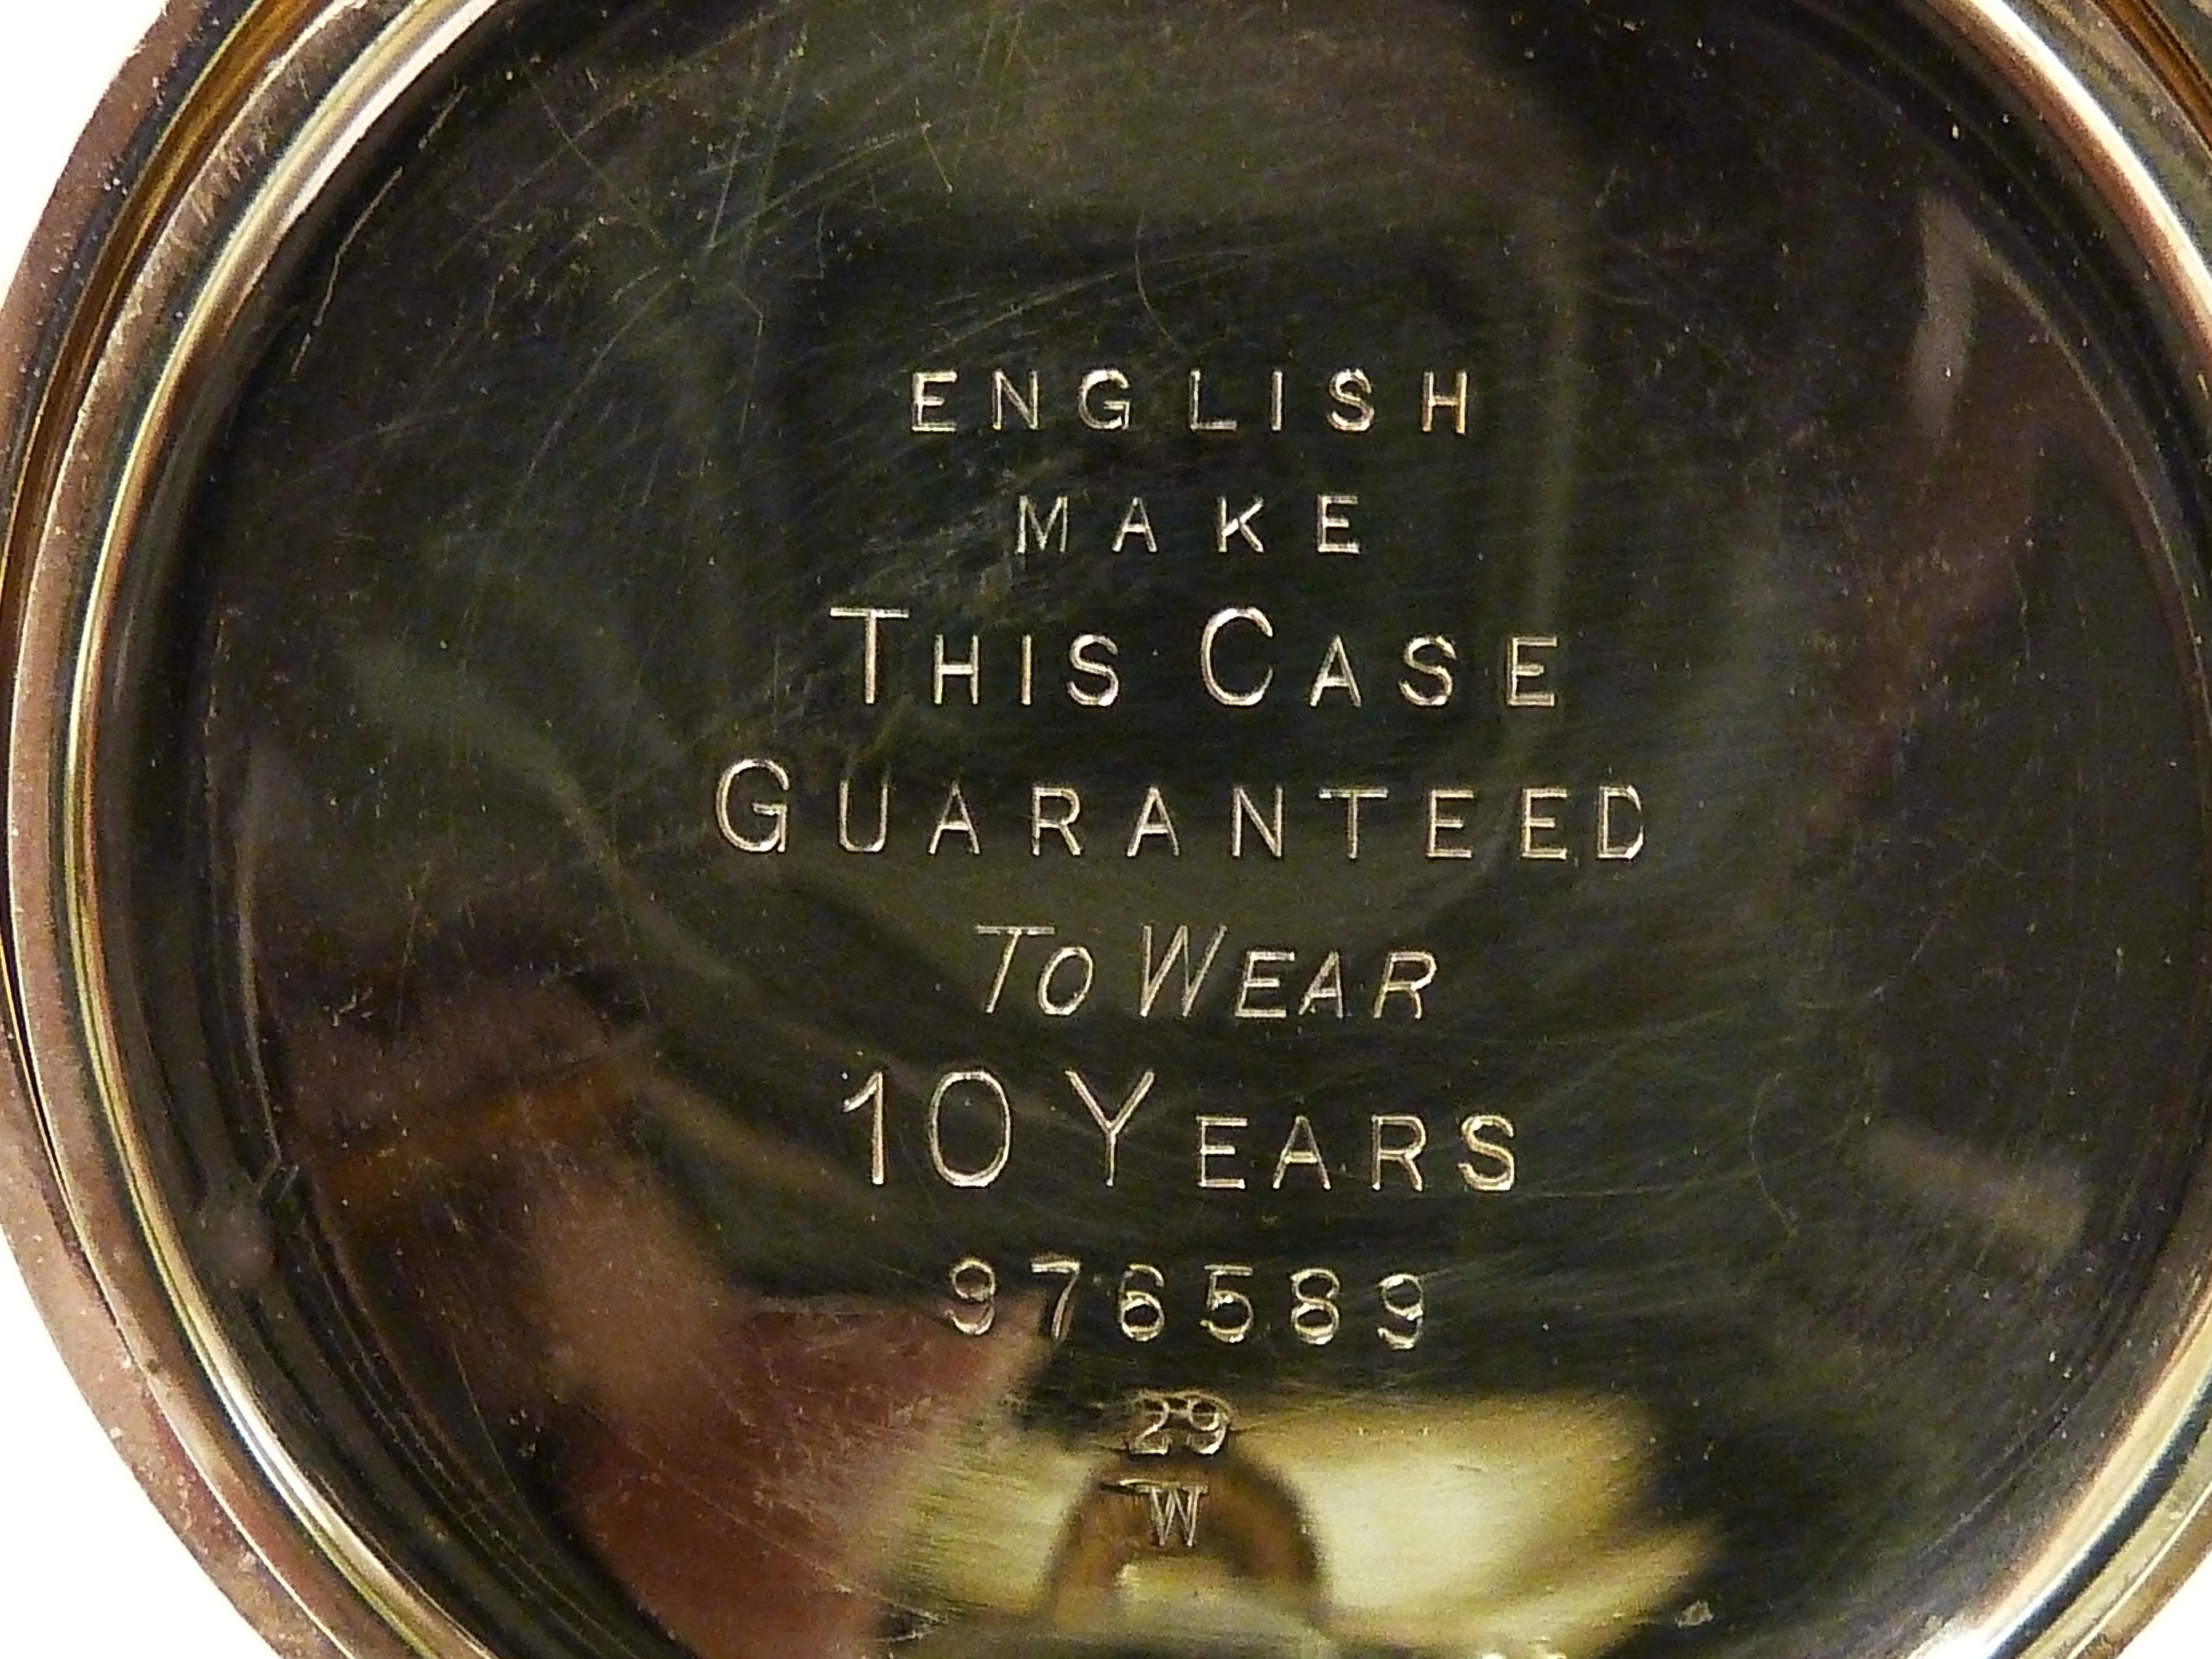 ENGLISH
MAKE
THIS CASE
GUARANTEED
TO WEAR
10 YEARS
976589
29
W